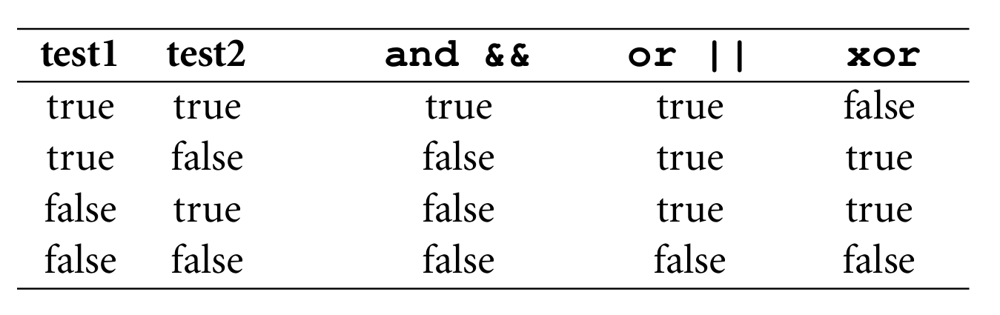 test1 test2 and && or || xor
true true true true false
true false false true true
false true false true true
false false false false false